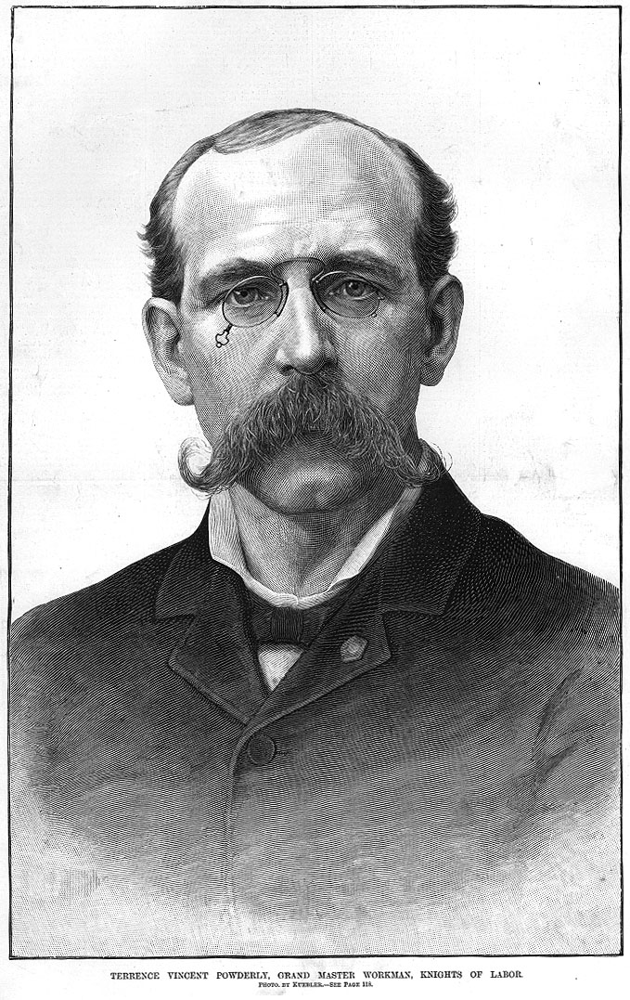 TERRENCE VINCENT POWDERLY, GRAND MASTER WORKMAN, KNIGHTS OF LABOR.
PHOTO. BY KUEBLER.—SEE PAGE 118.